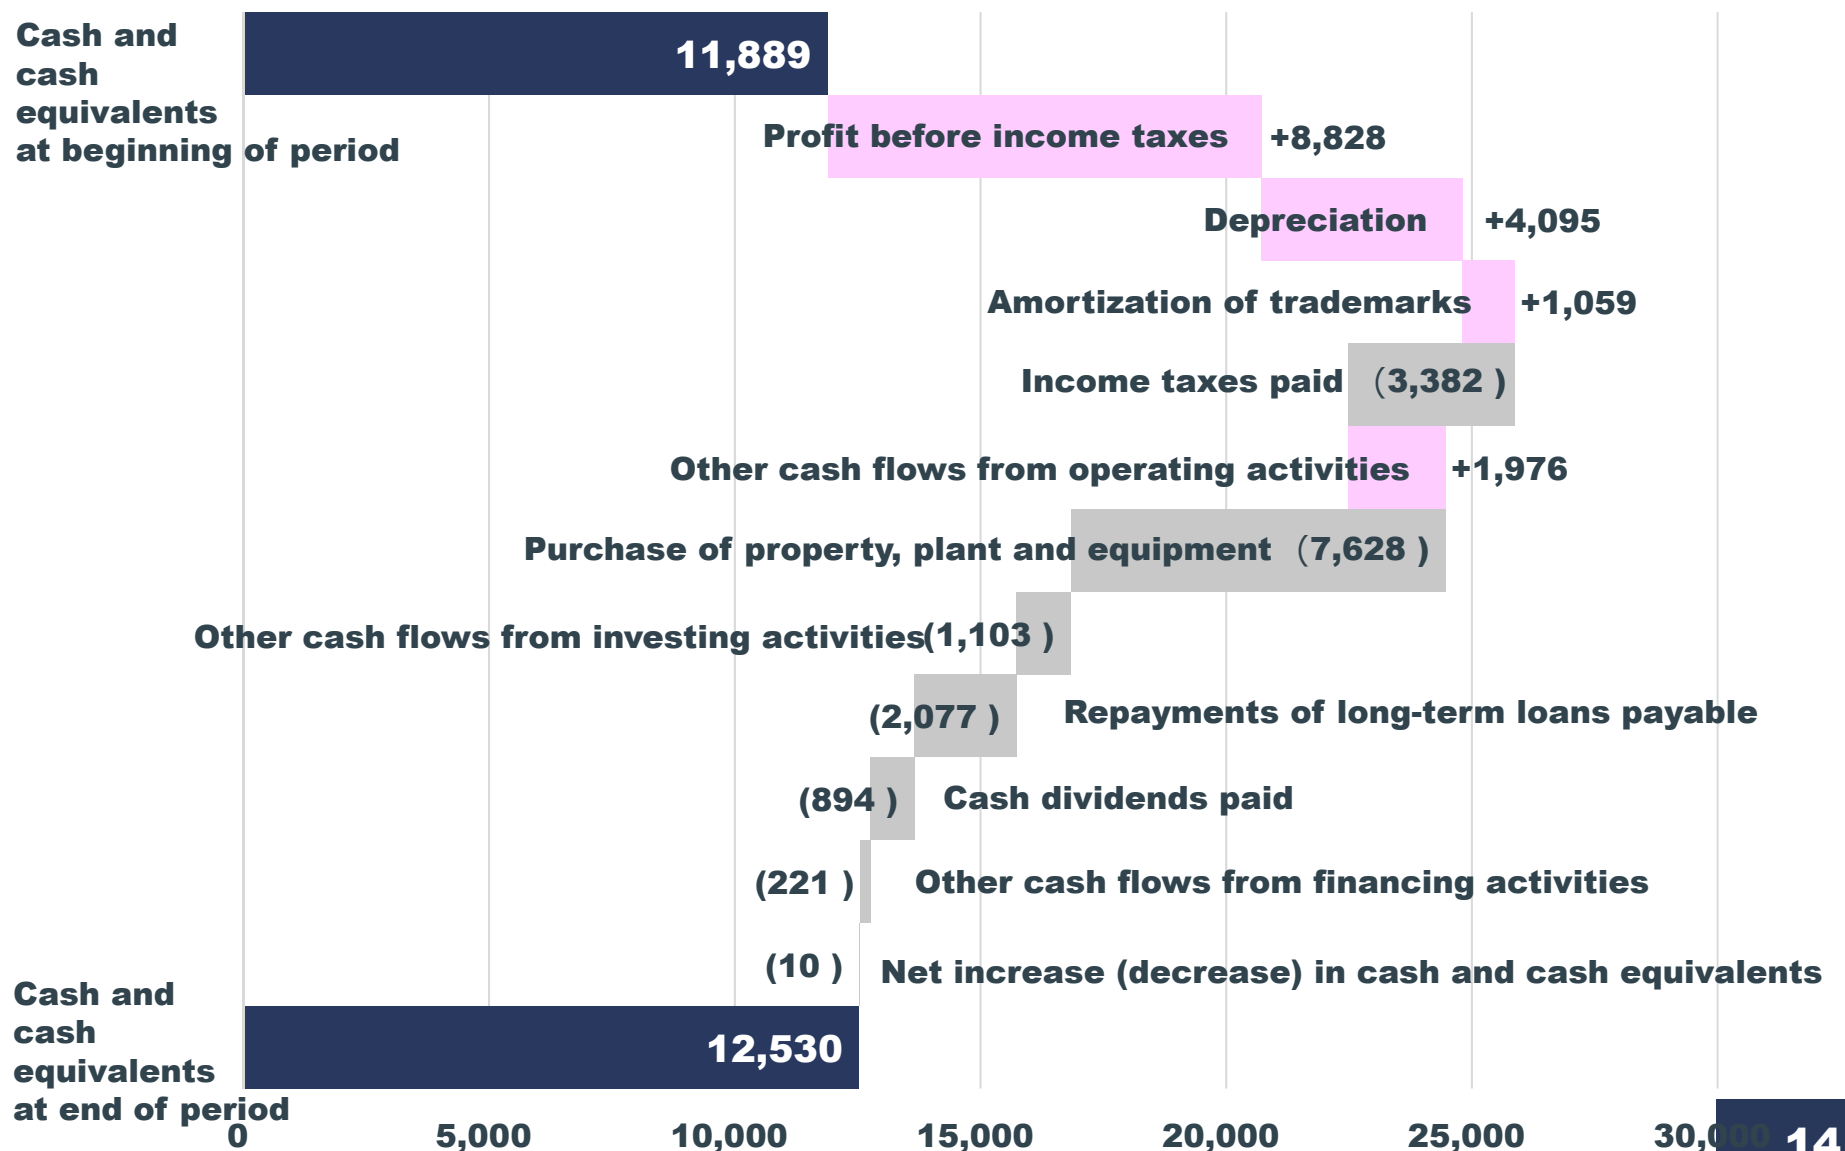 Cash and
cash
equivalents
at beginning of period
11,889
Profit before income taxes +8,828
Depreciation +4,095
Amortization of trademarks +1,059
Income taxes paid (3,382 )
Other cash flows from operating activities +1,976
Purchase of property, plant and equipment (7,628 )
Other cash flows from investing activities(1,103 )
(2,077 ) Repayments of long-term loans payable
(894 ) Cash dividends paid
(221 ) Other cash flows from financing activities
(10 ) Net increase (decrease) in cash and cash equivalents
Cash and
cash
equivalents
at end of period
12,530
0 5,000 10,000 15,000 20,000 25,000 30,000
14